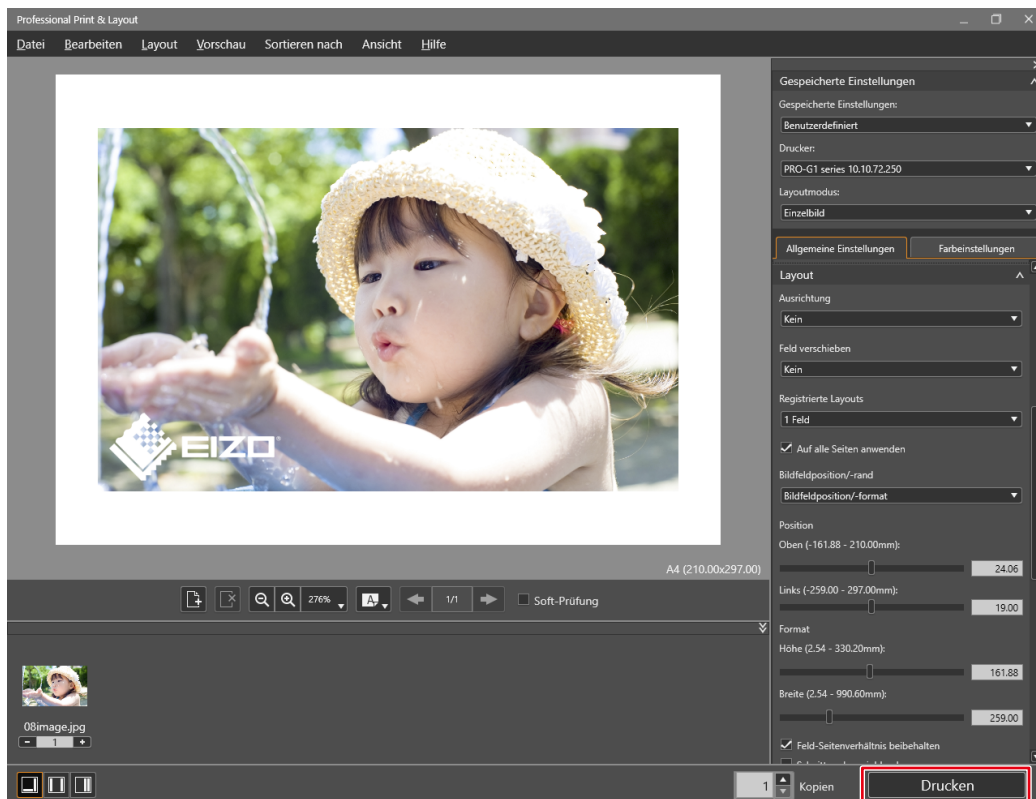 Professional Print & Layout
Datei Bearbeiten Layout Vorschau Sortieren nach Ansicht Hilfe
EIZO
A4 (210.00x297.00)
276%
A
1/1
Soft-Prüfung
08image.jpg
- 1 +
Gespeicherte Einstellungen
Gespeicherte Einstellungen:
Benutzerdefiniert
Drucker:
PRO-G1 series 10.10.72.250
Layoutmodus:
Einzelbild
Allgemeine Einstellungen Farbeinstellungen
Layout
Ausrichtung
Kein
Feld verschieben
Kein
Registrierte Layouts
1 Feld
Auf alle Seiten anwenden
Bildfeldposition/-rand
Bildfeldposition/-format
Position
Oben (-161.88 - 210.00mm):
24.06
Links (-259.00 - 297.00mm):
19.00
Format
Höhe (2.54 - 330.20mm):
161.88
Breite (2.54 - 990.60mm):
259.00
Feld-Seitenverhältnis beibehalten
1 Kopien Drucken